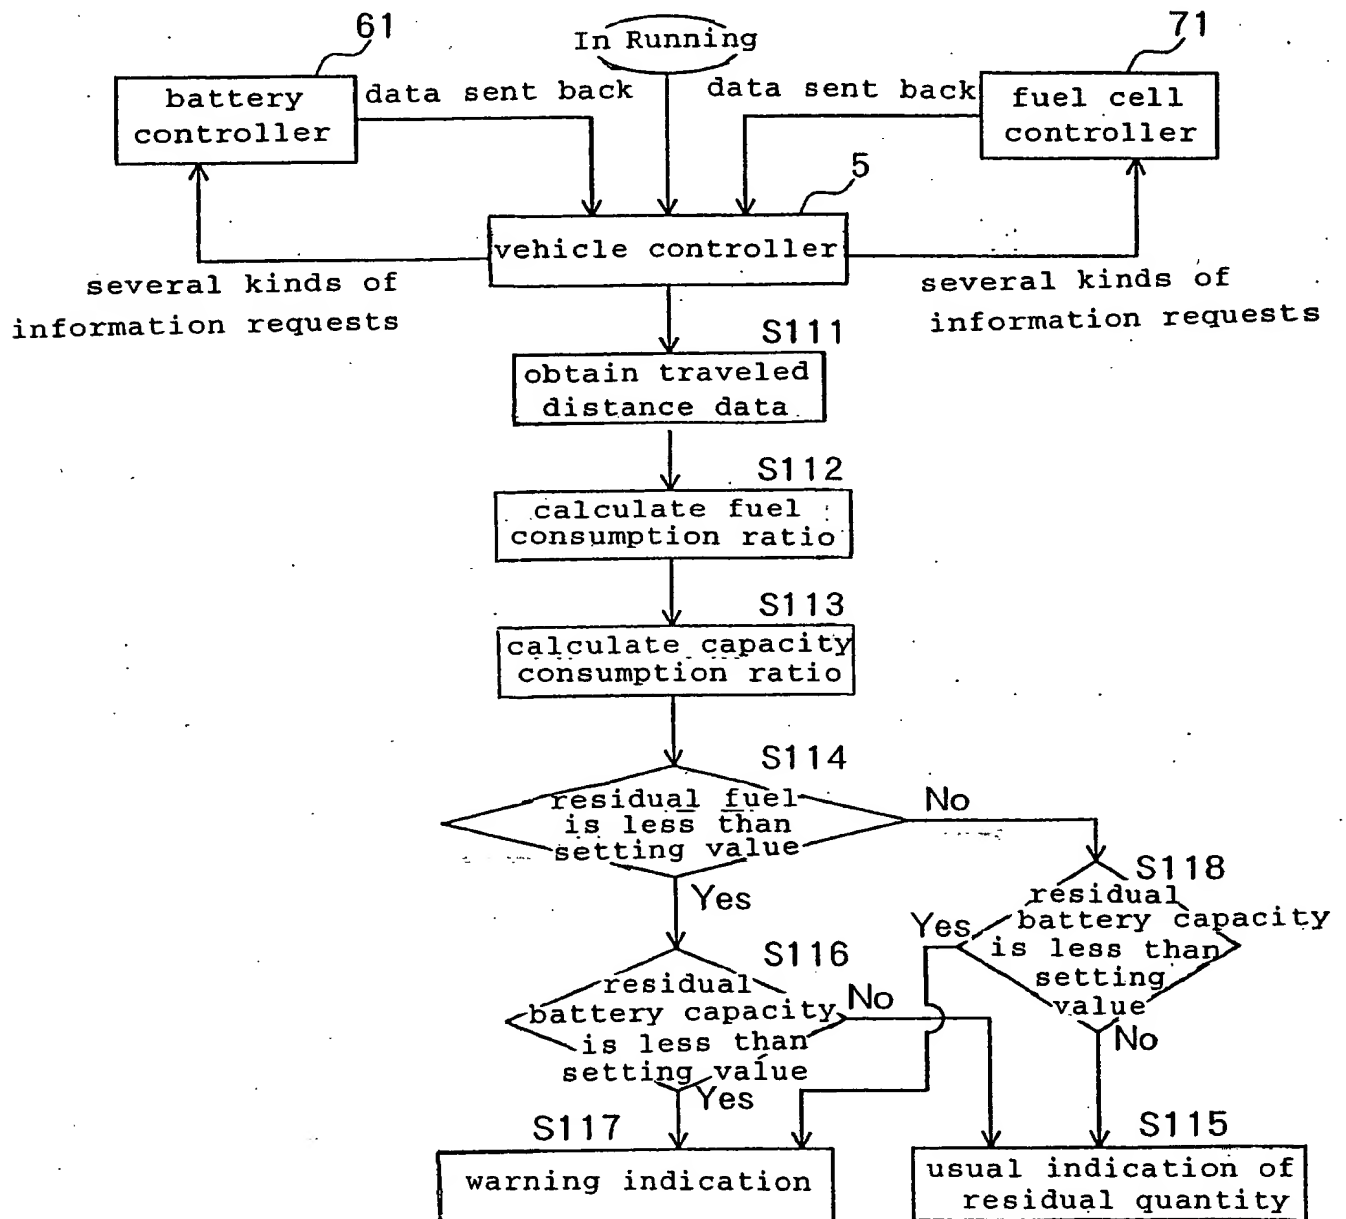 61
In Running
71
battery
controller
data sent back
data sent back
fuel cell
controller
5
vehicle controller
several kinds of
information requests
several kinds of
information requests
S111
obtain traveled
distance data
S112
calculate fuel
consumption ratio
S113
calculate capacity
consumption ratio
S114
residual fuel
is less than
setting value
No
Yes
S118
residual
battery capacity
is less than
setting
value
Yes
No
S116
residual
battery capacity
is less than
setting value
No
Yes
S117
warning indication
S115
usual indication of
residual quantity